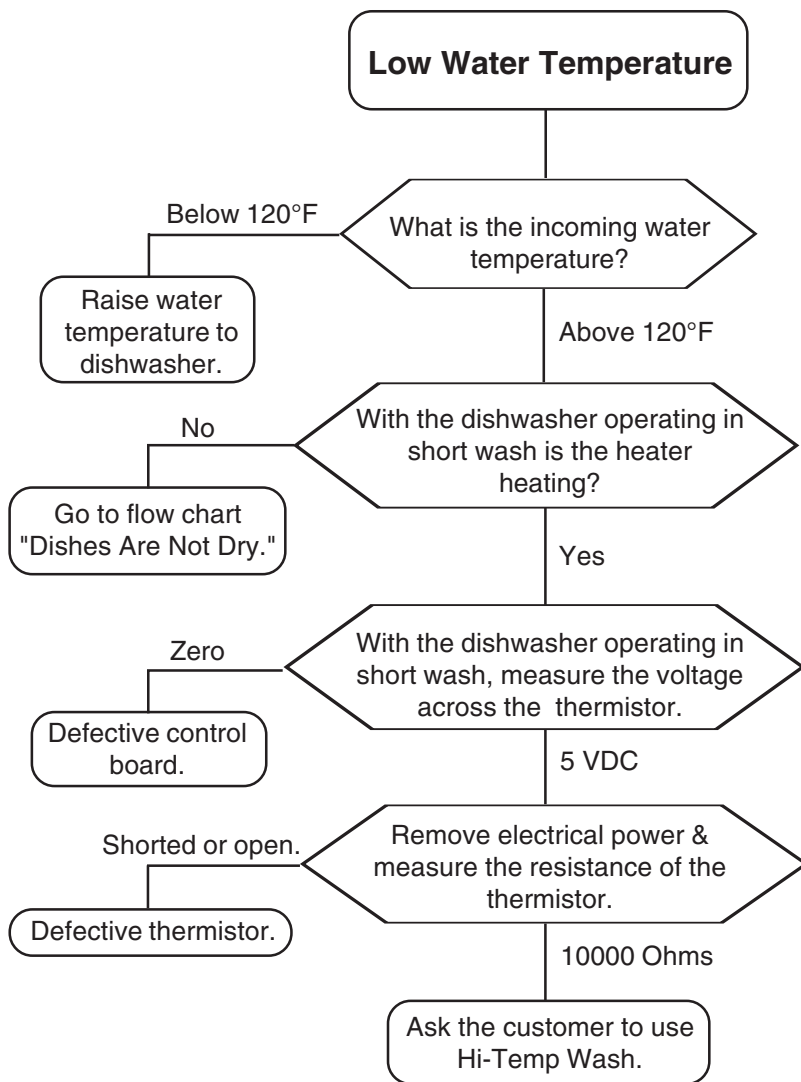 Low Water Temperature
Below 120°F
What is the incoming water
temperature?
Raise water
temperature to
dishwasher.
Above 120°F
No
With the dishwasher operating in
short wash is the heater
heating?
Go to flow chart
"Dishes Are Not Dry."
Yes
Zero
With the dishwasher operating in
short wash, measure the voltage
across the thermistor.
Defective control
board.
5 VDC
Shorted or open.
Remove electrical power &
measure the resistance of the
thermistor.
Defective thermistor.
10000 Ohms
Ask the customer to use
Hi-Temp Wash.